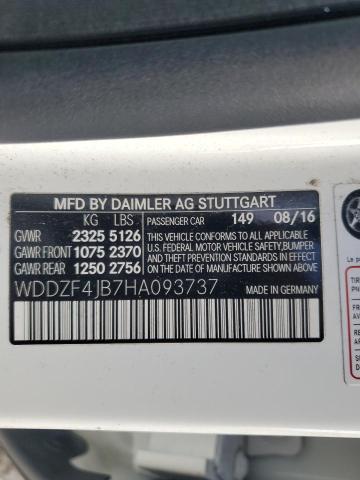 MFD BY DAIMLER AG STUTTGART
KG LBS PASSENGER CAR 149 08/16
GVWR 2325 5126 THIS VEHICLE CONFORMS TO ALL APPLICABLE
GAWR FRONT 1075 2370 U.S. FEDERAL MOTOR VEHICLE SAFETY,BUMPER
GAWR REAR 1250 2756 AND THEFT PREVENTION STANDARDS IN EFFECT
ON THE DATE OF MANUFACTURE SHOWN ABOVE.
WDDZF4JB7HA093737
MADE IN GERMANY